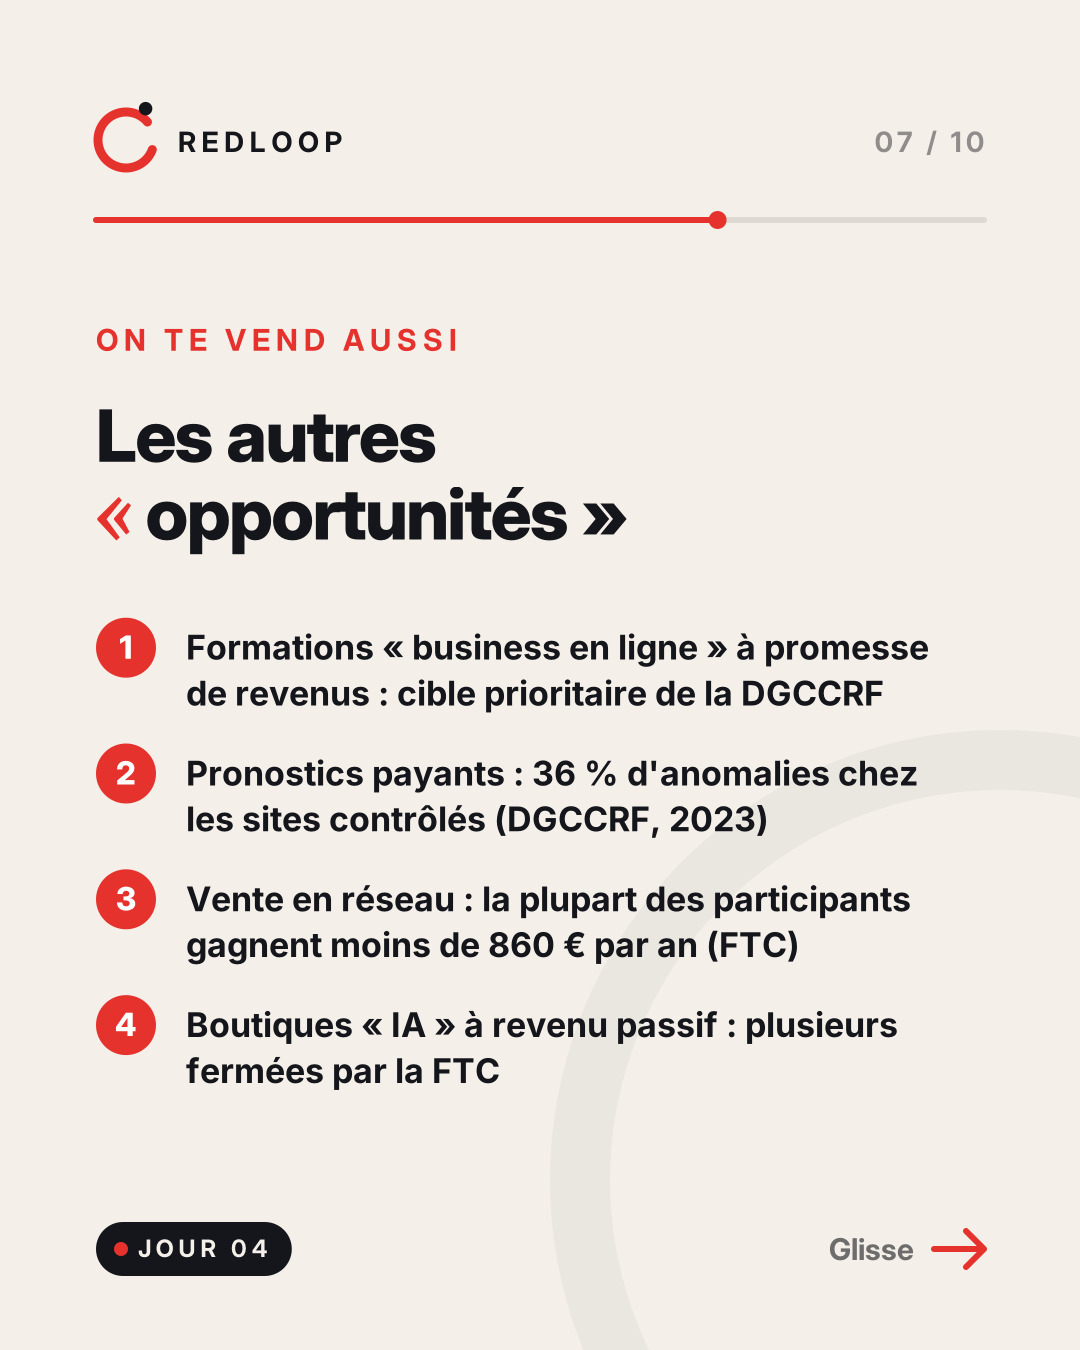 REDLOOP
07 / 10
ON TE VEND AUSSI
Les autres
« opportunités »
1 Formations « business en ligne » à promesse
de revenus : cible prioritaire de la DGCCRF
2 Pronostics payants : 36 % d'anomalies chez
les sites contrôlés (DGCCRF, 2023)
3 Vente en réseau : la plupart des participants
gagnent moins de 860 € par an (FTC)
4 Boutiques « IA » à revenu passif : plusieurs
fermées par la FTC
JOUR 04
Glisse